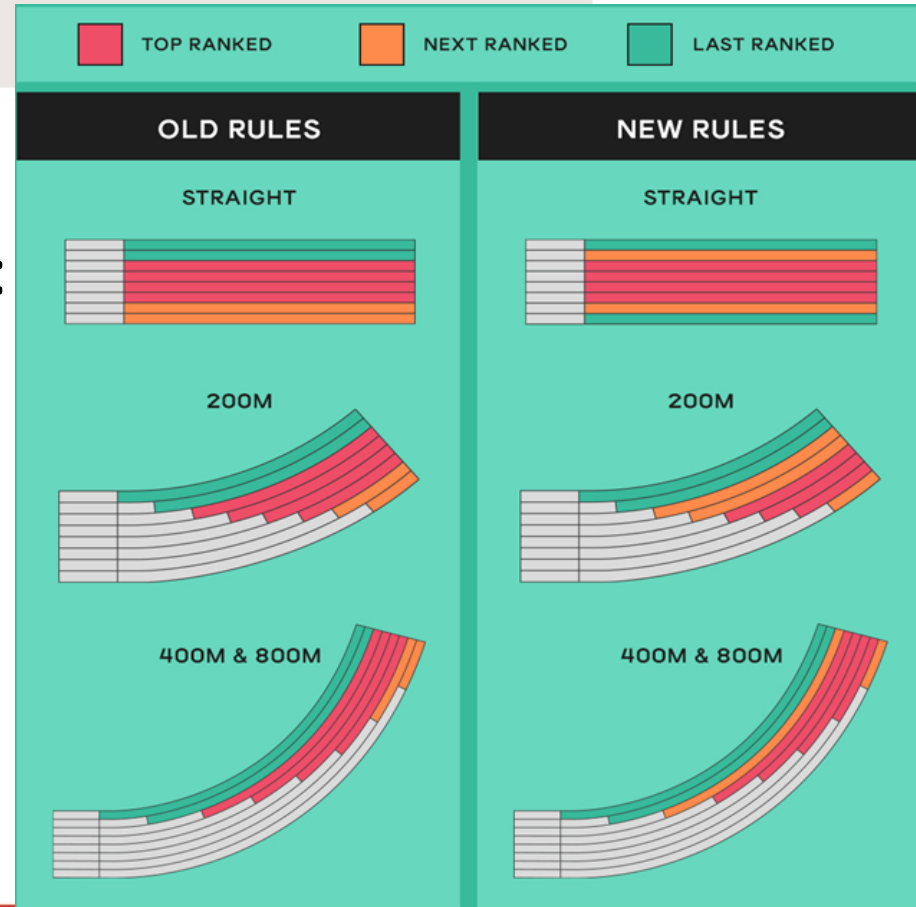 TOP RANKED
NEXT RANKED
LAST RANKED
OLD RULES
NEW RULES
STRAIGHT
STRAIGHT
200M
200M
400M & 800M
400M & 800M